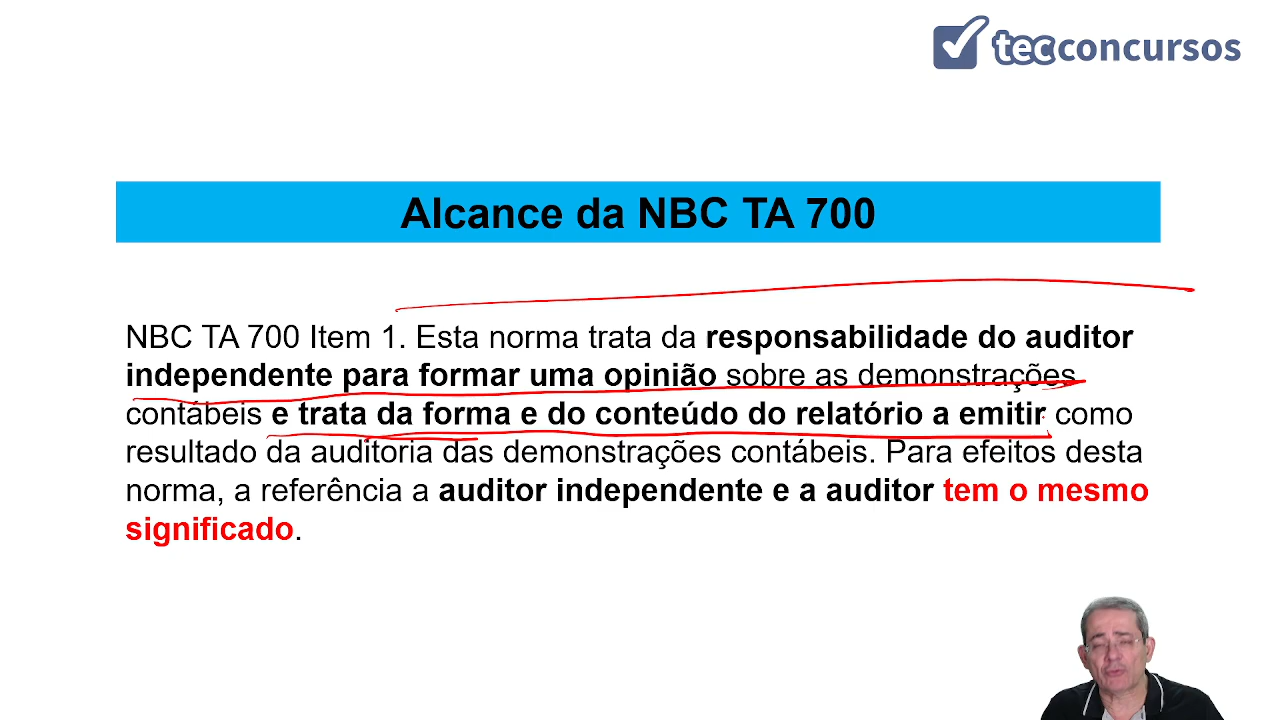 tecconcursos
Alcance da NBC TA 700
NBC TA 700 Item 1. Esta norma trata da responsabilidade do auditor
independente para formar uma opinião sobre as demonstrações
contábeis e trata da forma e do conteúdo do relatório a emitir como
resultado da auditoria das demonstrações contábeis. Para efeitos desta
norma, a referência a auditor independente e a auditor tem o mesmo
significado.